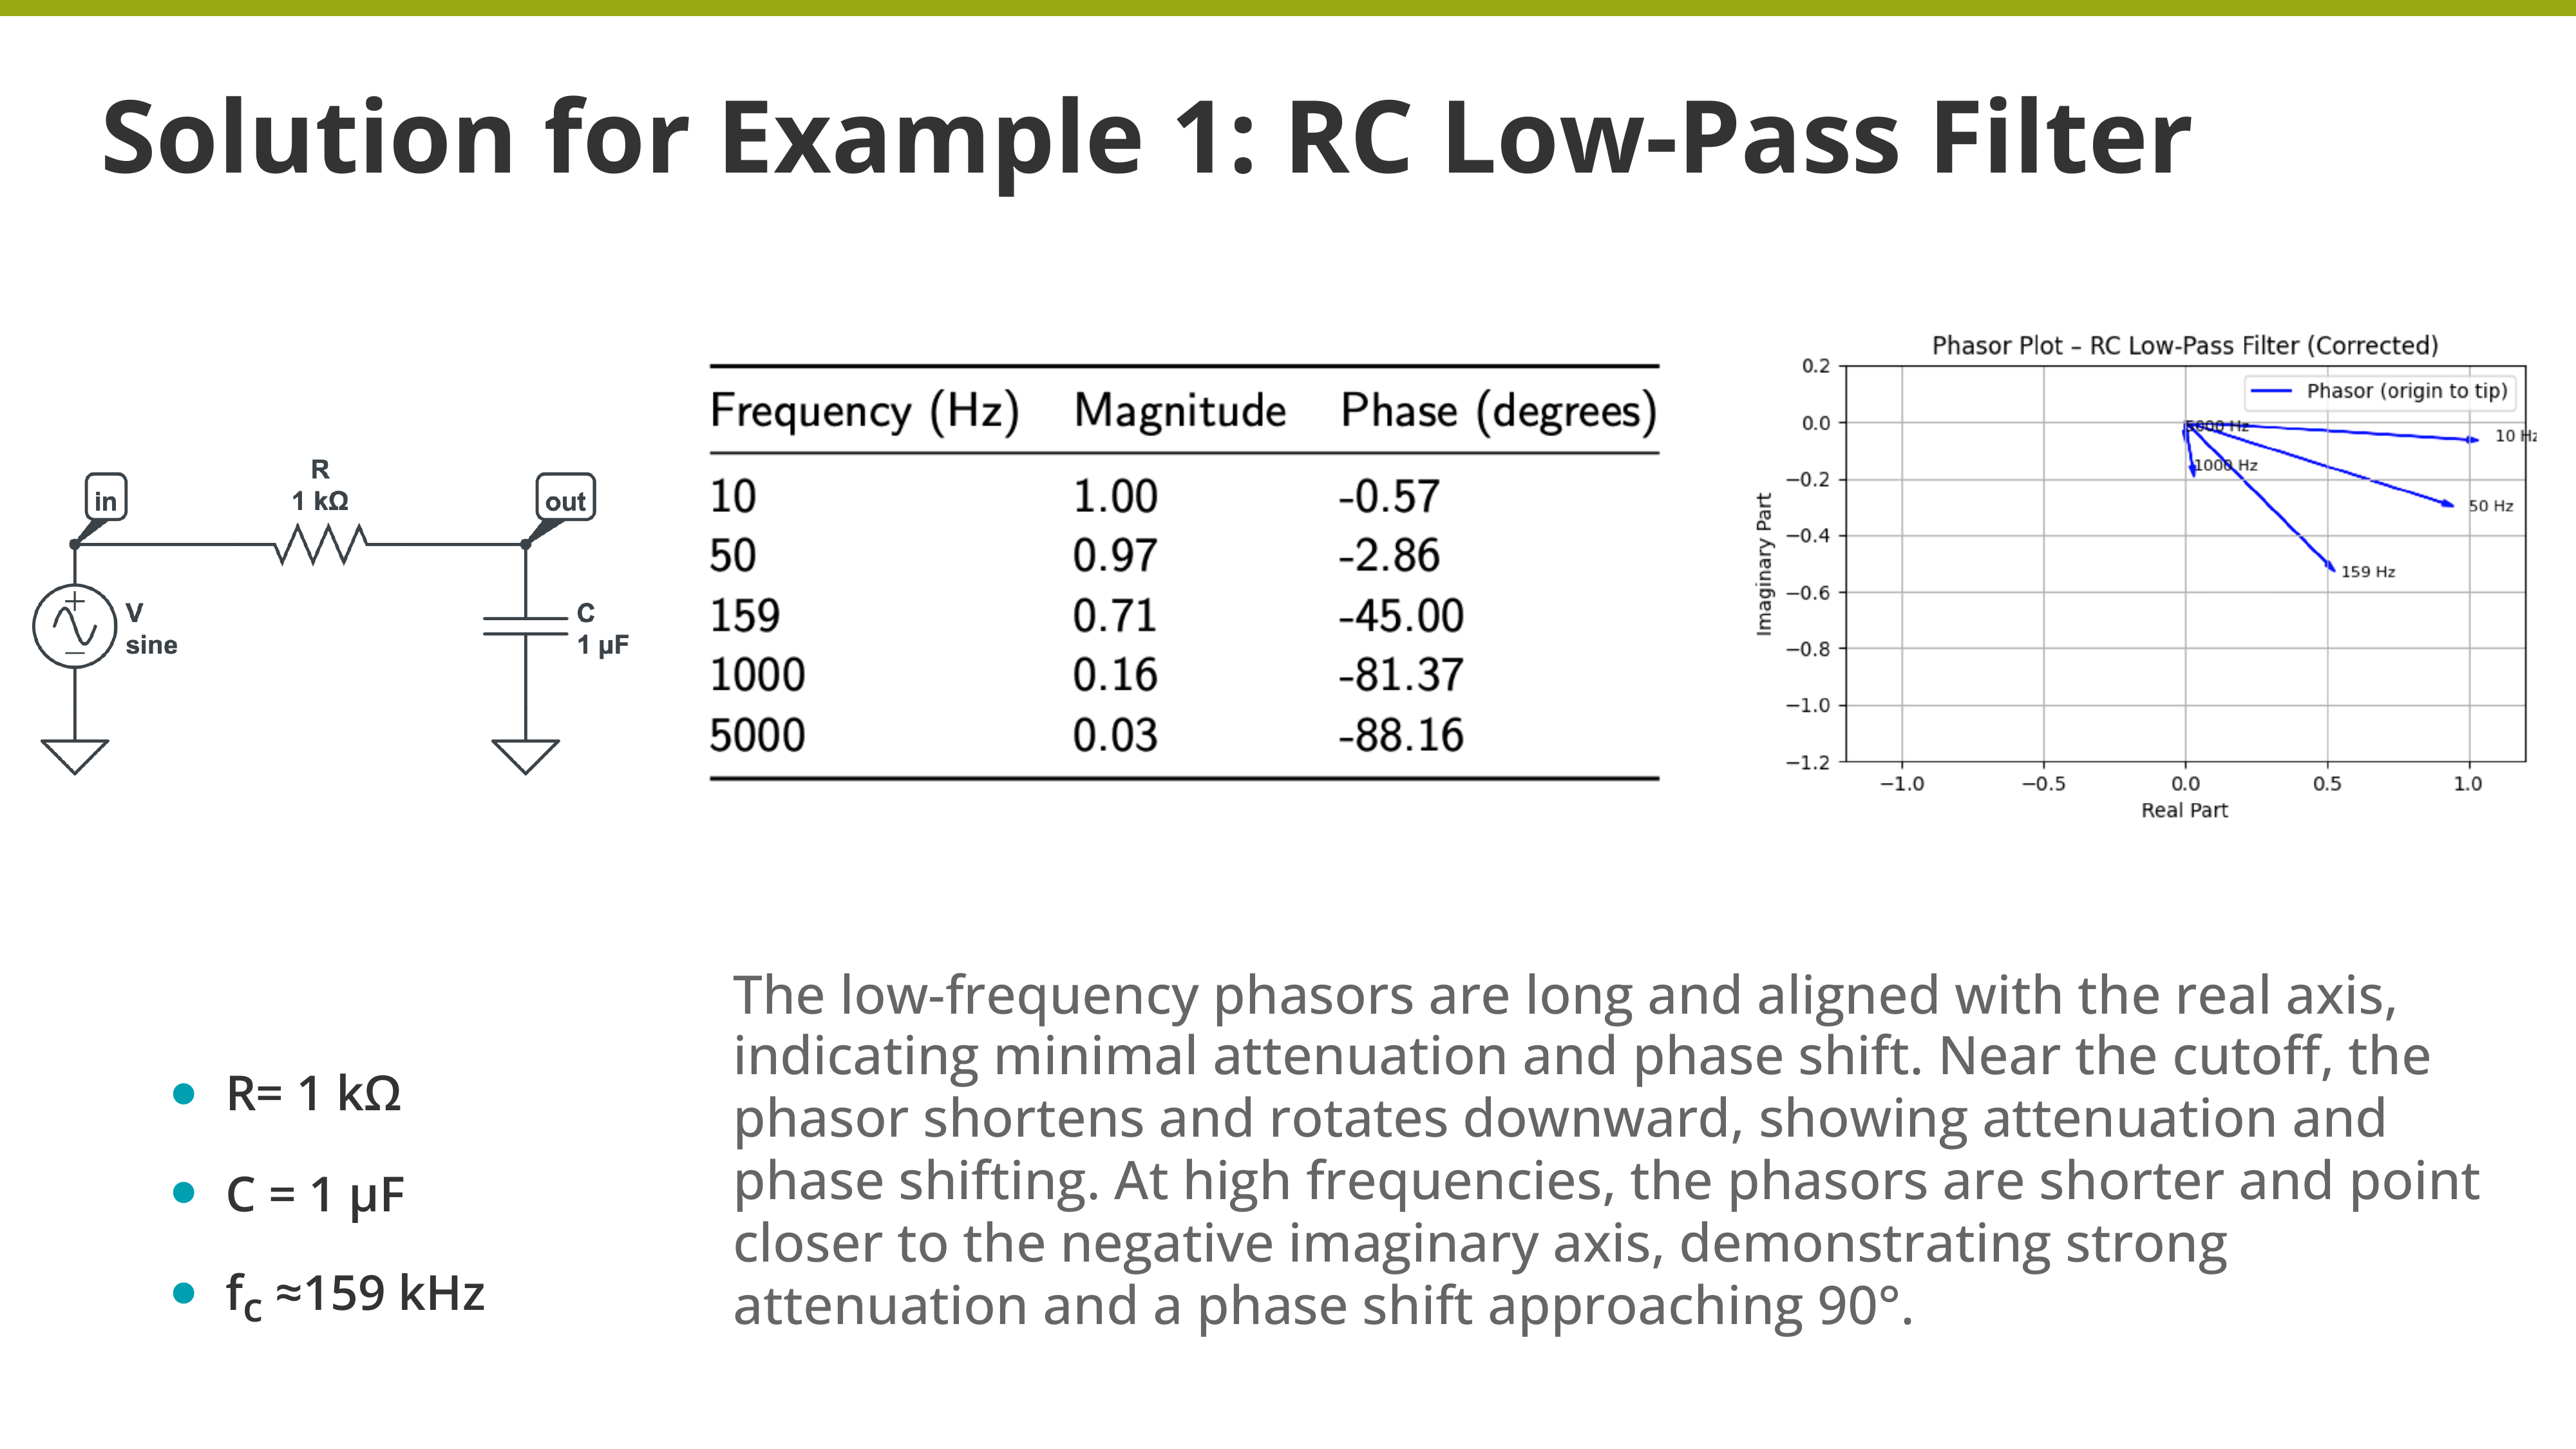 Solution for Example 1: RC Low-Pass Filter
in
R
1 kΩ
out
V
sine
C
1 µF
Frequency (Hz) Magnitude Phase (degrees)
10 1.00 -0.57
50 0.97 -2.86
159 0.71 -45.00
1000 0.16 -81.37
5000 0.03 -88.16
Phasor Plot – RC Low-Pass Filter (Corrected)
Phasor (origin to tip)
Imaginary Part
0.2
0.0
−0.2
−0.4
−0.6
−0.8
−1.0
−1.2
5000 Hz
10 Hz
1000 Hz
50 Hz
159 Hz
−1.0 −0.5 0.0 0.5 1.0
Real Part
R= 1 kΩ
C = 1 µF
fC ≈159 kHz
The low-frequency phasors are long and aligned with the real axis,
indicating minimal attenuation and phase shift. Near the cutoff, the
phasor shortens and rotates downward, showing attenuation and
phase shifting. At high frequencies, the phasors are shorter and point
closer to the negative imaginary axis, demonstrating strong
attenuation and a phase shift approaching 90°.